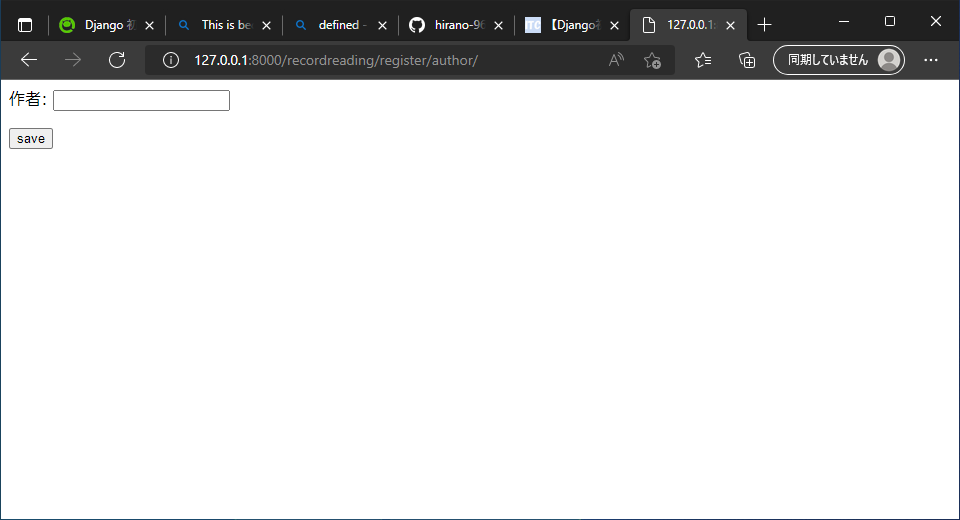 Django 初
This is be
defined -
hirano-96
【Django
127.0.0.1:
127.0.0.1:8000/recordreading/register/author/
同期していません
作者:
save